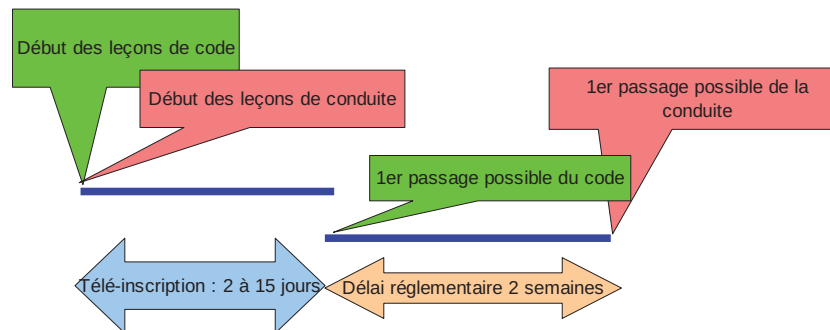 Début des leçons de code
Début des leçons de conduite
1er passage possible de la
conduite
1er passage possible du code
Télé-inscription : 2 à 15 jours
Délai réglementaire 2 semaines